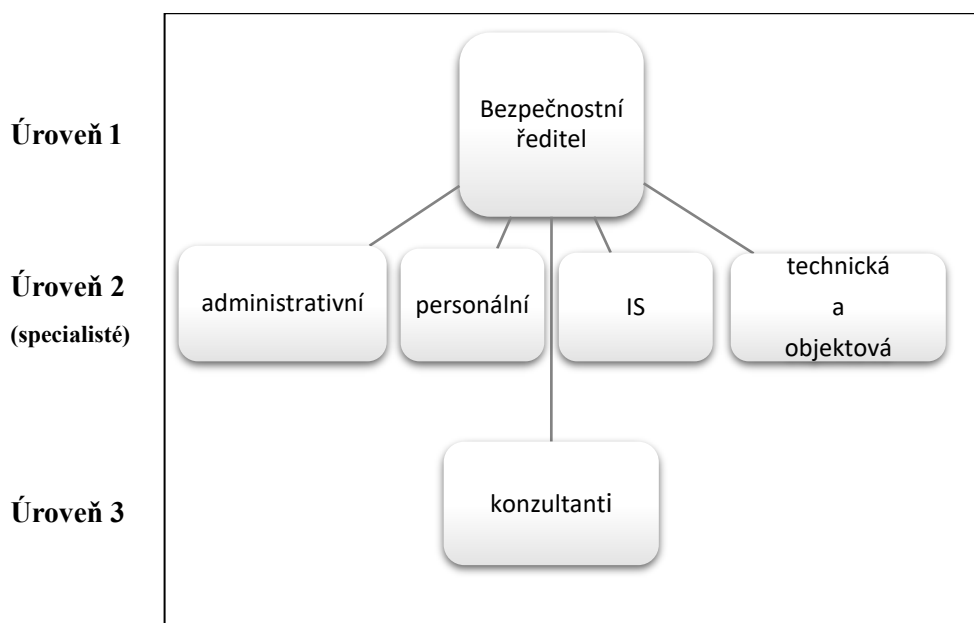 Úroveň 1
Bezpečnostní
ředitel
Úroveň 2
(specialisté)
administrativní
personální
IS
technická
a
objektová
Úroveň 3
konzultanti